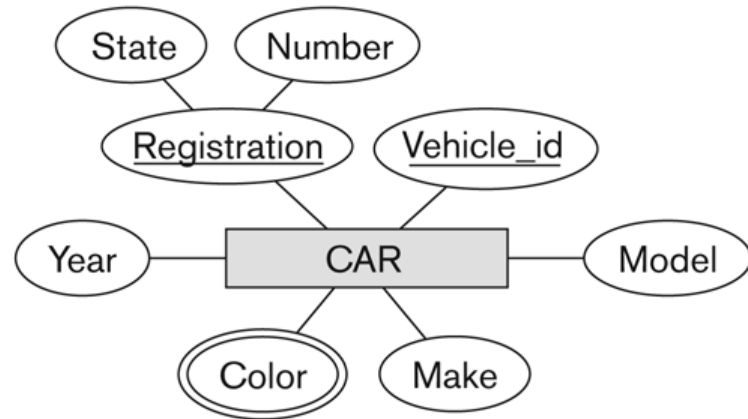 State
Number
Registration
Vehicle_id
Year
CAR
Model
Color
Make